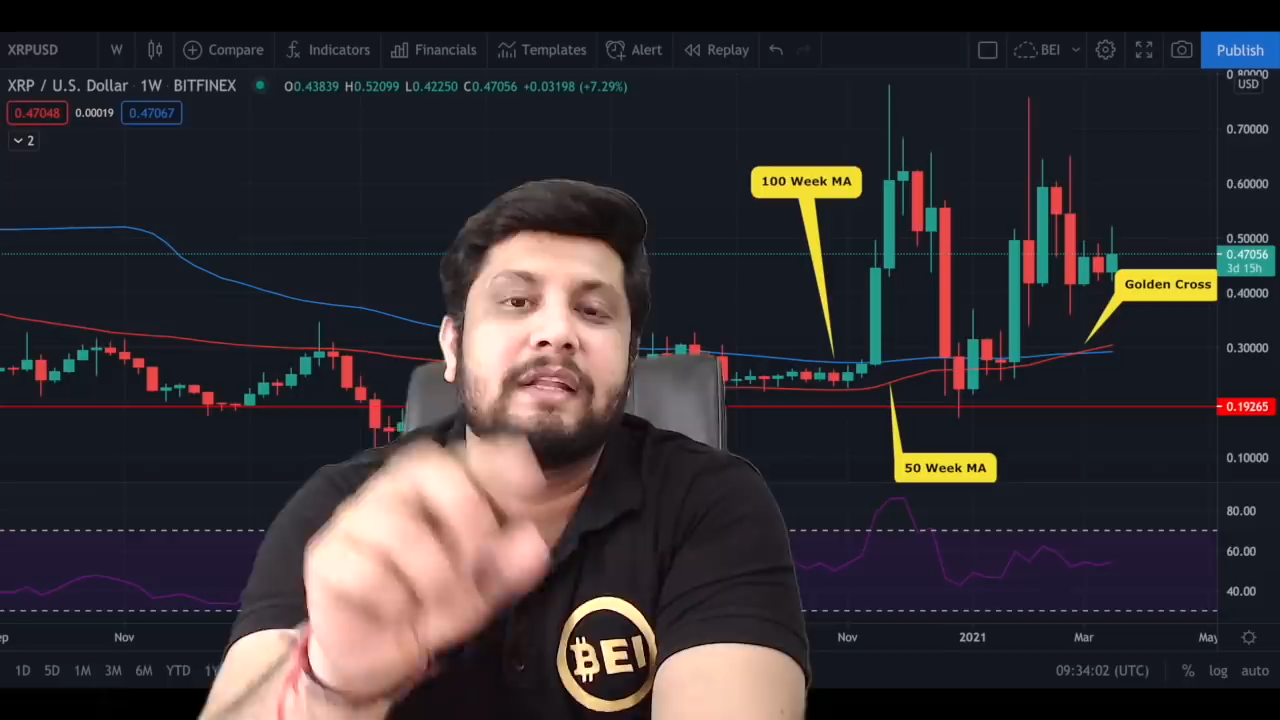 XRPUSD W Compare Indicators Financials Templates Alert Replay BEI Publish
XRP / U.S. Dollar · 1W · BITFINEX O0.43839 H0.52099 L0.42250 C0.47056 +0.03198 (+7.29%)
0.47048 0.00019 0.47067
2
0.80000
USD
0.70000
100 Week MA
0.60000
0.50000
0.47056
3d 15h
Golden Cross
0.40000
0.30000
0.19265
50 Week MA
0.10000
80.00
60.00
40.00
BEI
Nov Nov 2021 Mar
1D 5D 1M 3M 6M YTD 09:34:02 (UTC) % log auto